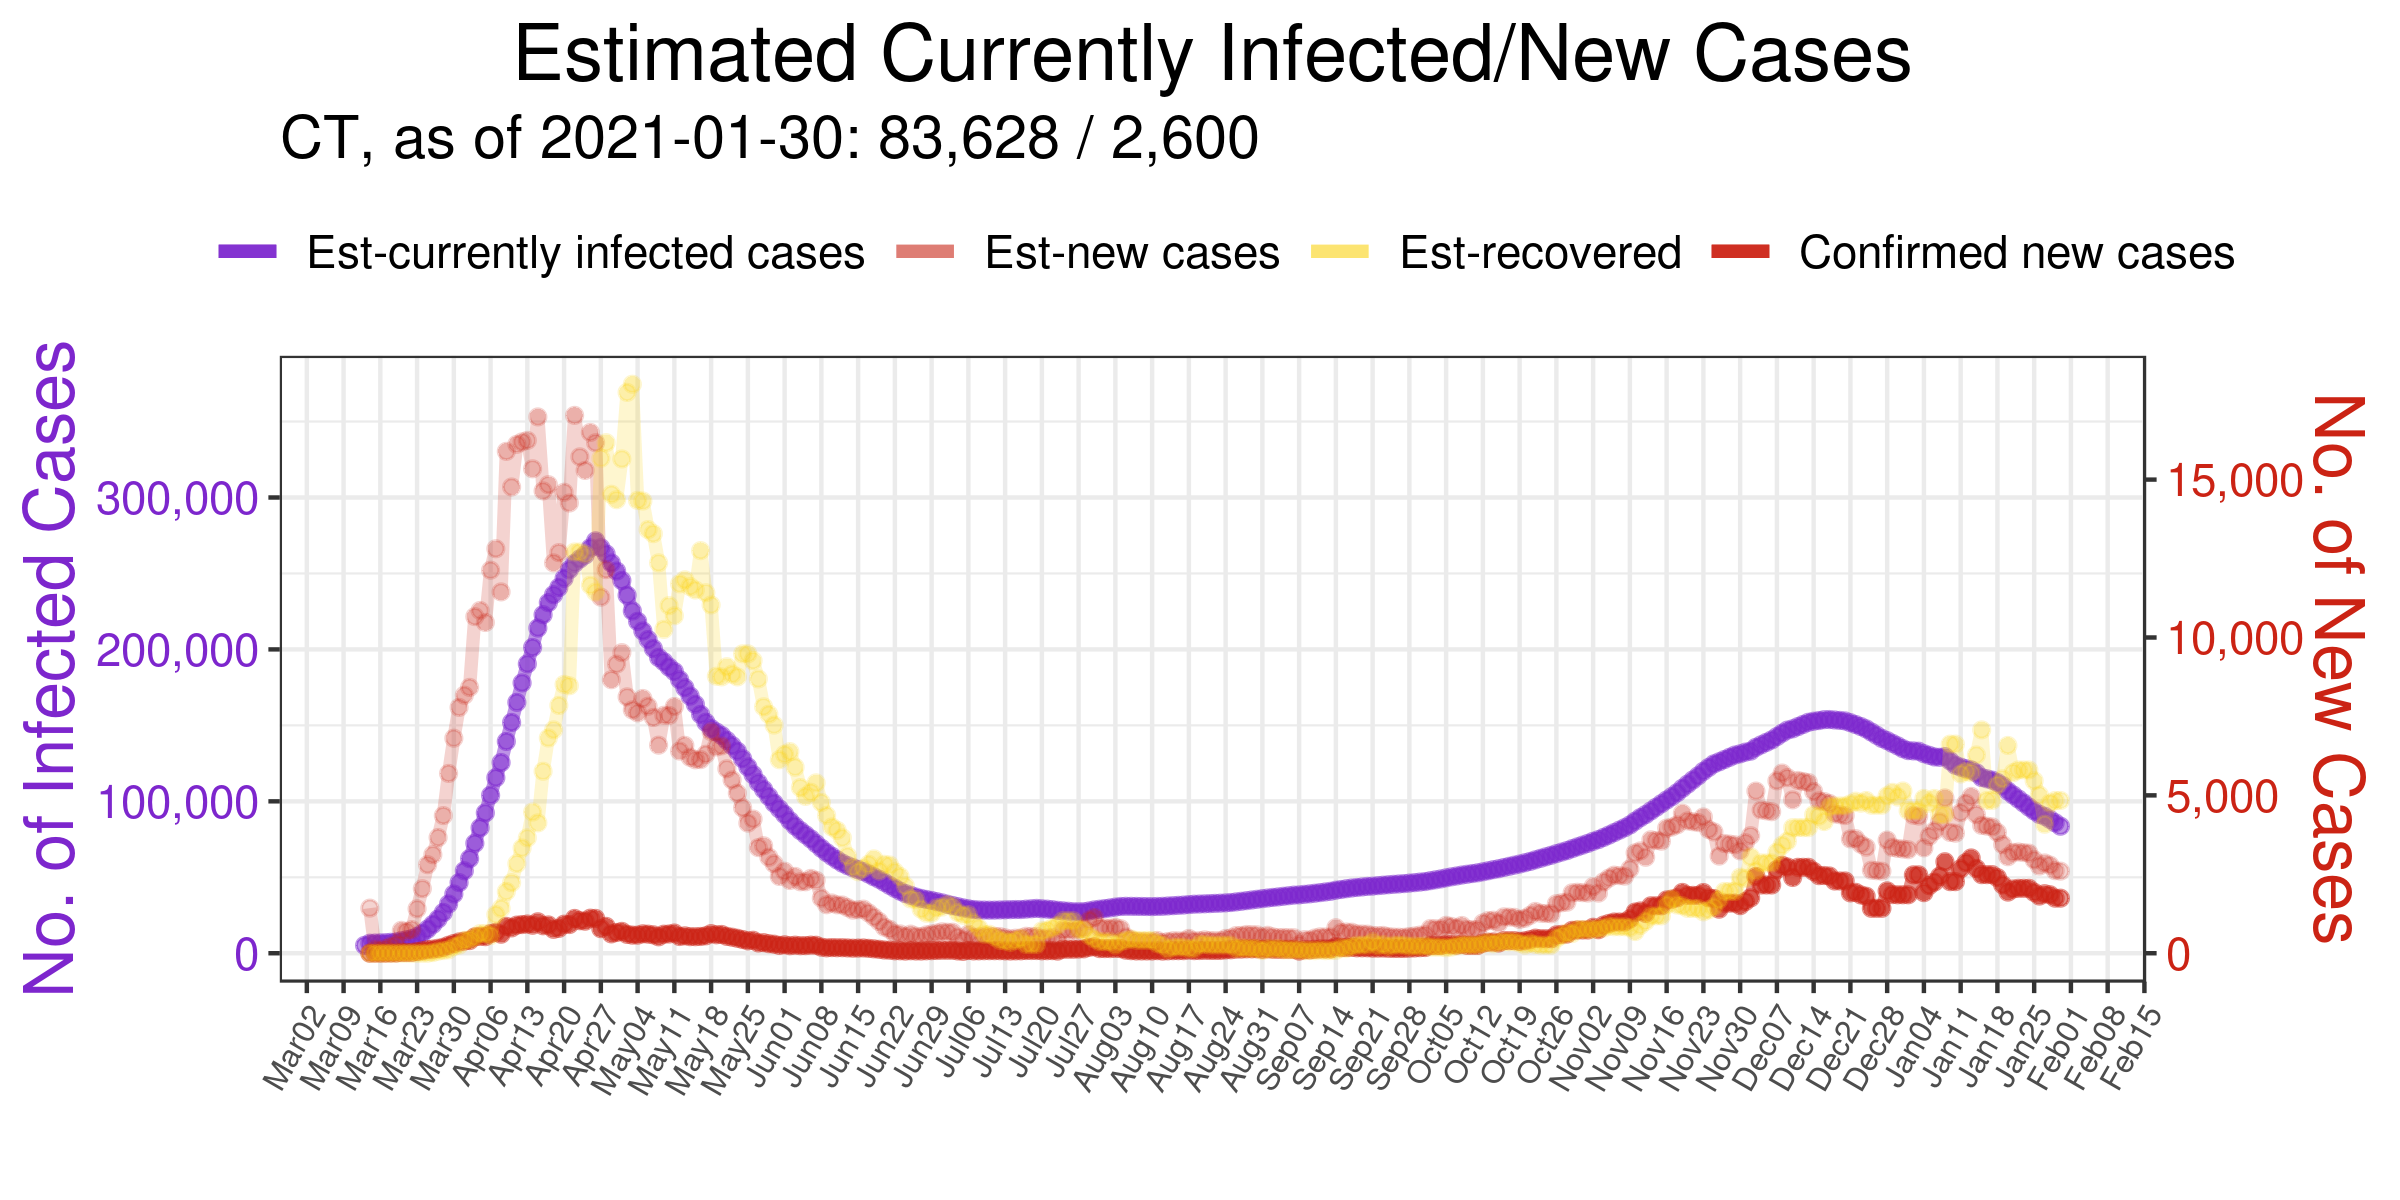 Estimated Currently Infected/New Cases
CT, as of 2021-01-30: 83,628 / 2,600
Est-currently infected cases
Est-new cases
Est-recovered
Confirmed new cases
No. of Infected Cases
300,000
200,000
100,000
0
15,000
10,000
5,000
0
No. of New Cases
Mar02
Mar09
Mar16
Mar23
Mar30
Apr06
Apr13
Apr20
Apr27
May04
May11
May18
May25
Jun01
Jun08
Jun15
Jun22
Jun29
Jul06
Jul13
Jul20
Jul27
Aug03
Aug10
Aug17
Aug24
Aug31
Sep07
Sep14
Sep21
Sep28
Oct05
Oct12
Oct19
Oct26
Nov02
Nov09
Nov16
Nov23
Nov30
Dec07
Dec14
Dec21
Dec28
Jan04
Jan11
Jan18
Jan25
Feb01
Feb08
Feb15